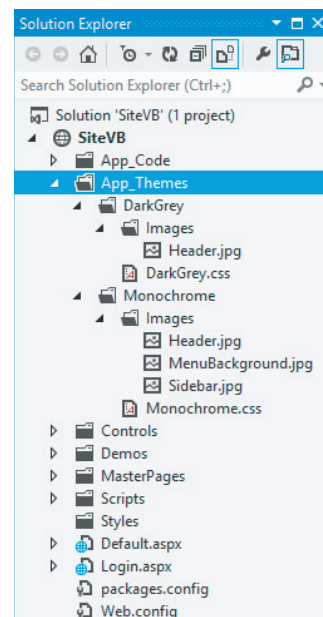 Solution Explorer
Search Solution Explorer (Ctrl+;)
Solution 'SiteVB' (1 project)
SiteVB
App_Code
App_Themes
DarkGrey
Images
Header.jpg
DarkGrey.css
Monochrome
Images
Header.jpg
MenuBackground.jpg
Sidebar.jpg
Monochrome.css
Controls
Demos
MasterPages
Scripts
Styles
Default.aspx
Login.aspx
packages.config
Web.config